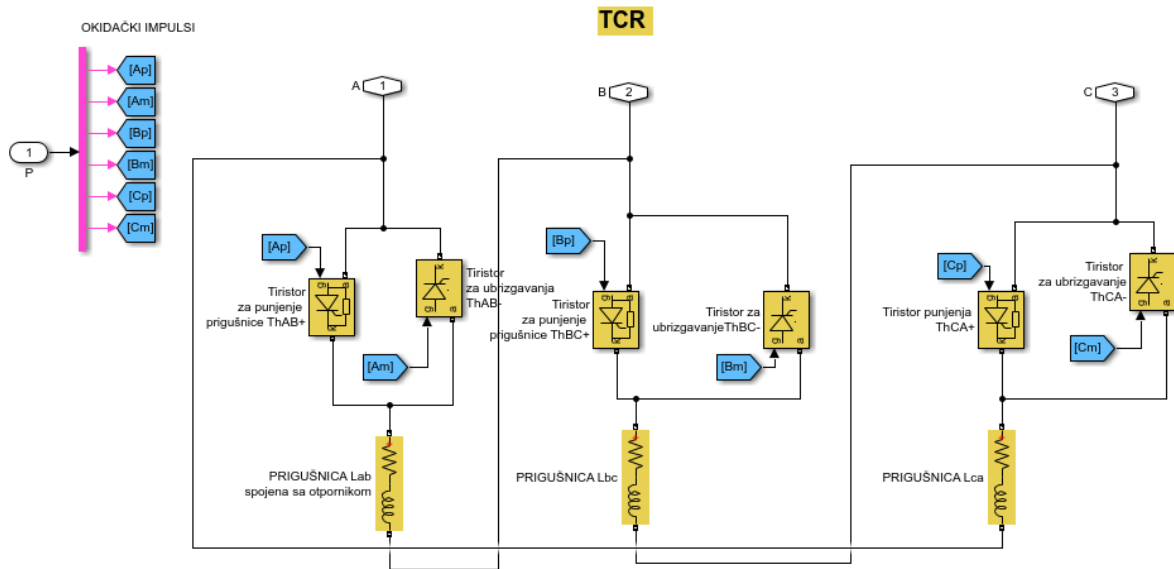 TCR
OKIDAČKI IMPULSI
[Ap]
[Am]
[Bp]
[Bm]
[Cp]
[Cm]
1
P
A
1
B
2
C
3
[Ap]
g
a
k
Tiristor
za punjenje
prigušnice ThAB+
k
g
a
Tiristor
za ubrizgavanja
ThAB-
[Am]
[Bp]
g
a
k
Tiristor
za punjenje
prigušnice ThBC+
k
g
a
Tiristor za
ubrizgavanjeThBC-
[Bm]
[Cp]
g
a
k
Tiristor punjenja
ThCA+
k
g
a
Tiristor
za ubrizgavanje
ThCA-
[Cm]
PRIGUŠNICA Lab
spojena sa otpornikom
PRIGUŠNICA Lbc
PRIGUŠNICA Lca